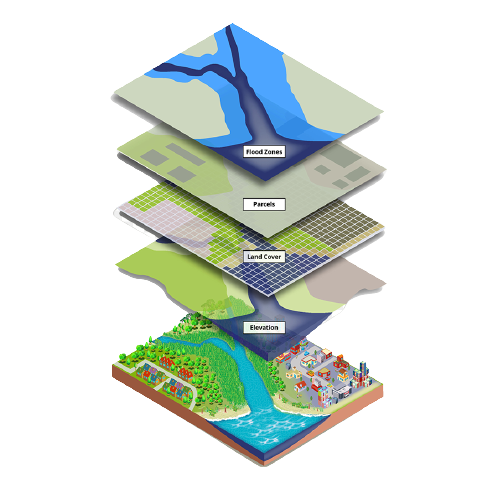 Flood Zones
Parcels
Land Cover
Elevation